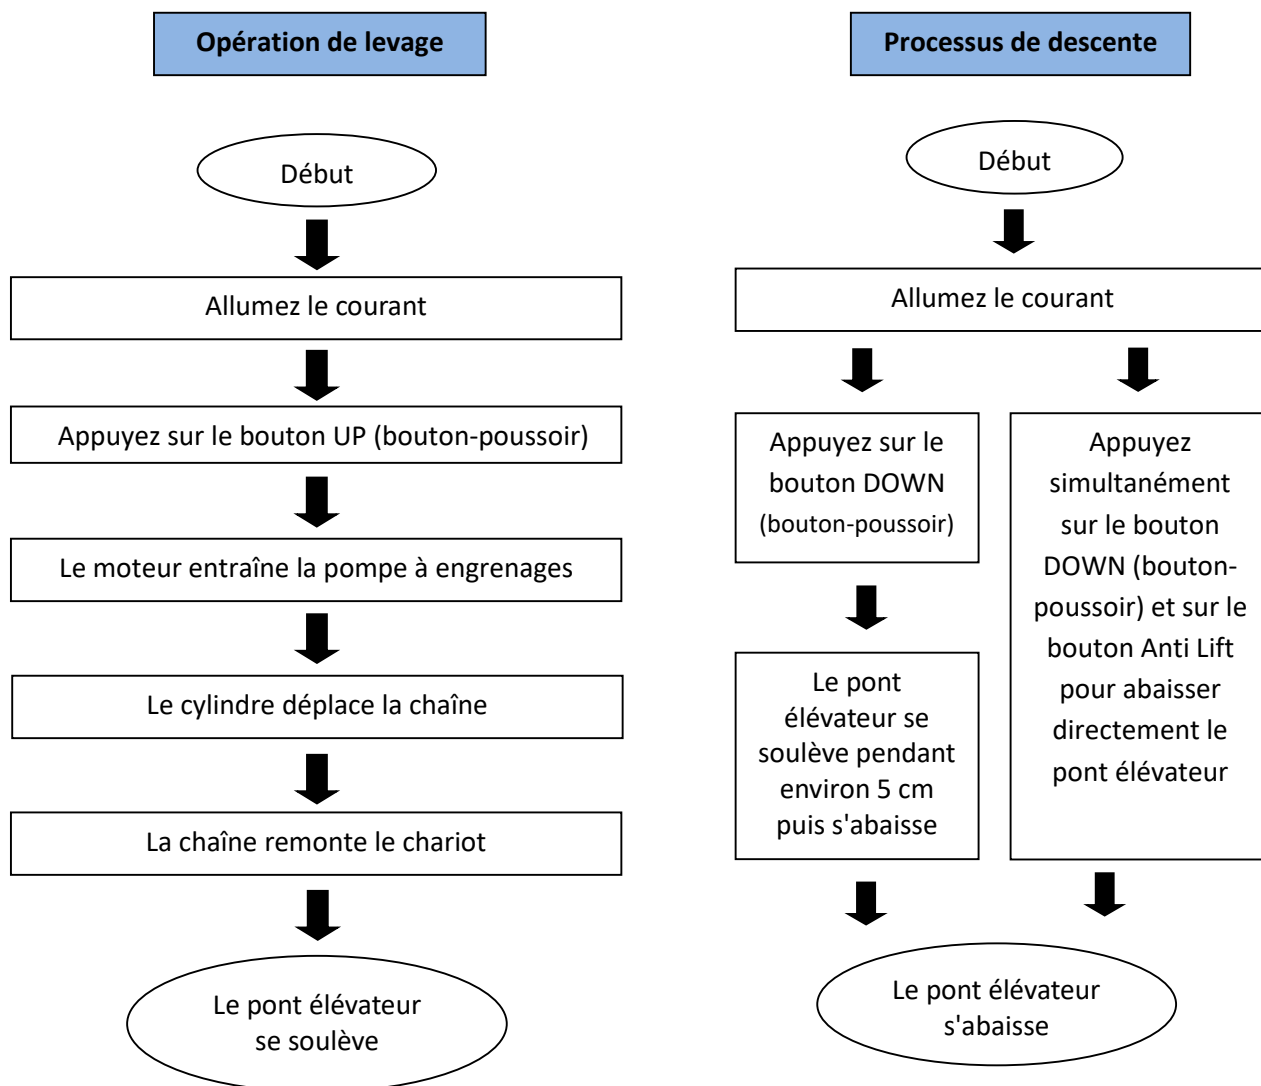 Opération de levage
Début
Allumez le courant
Appuyez sur le bouton UP (bouton-poussoir)
Le moteur entraîne la pompe à engrenages
Le cylindre déplace la chaîne
La chaîne remonte le chariot
Le pont élévateur
se soulève
Processus de descente
Début
Allumez le courant
Appuyez sur le
bouton DOWN
(bouton-poussoir)
Le pont
élévateur se
soulève pendant
environ 5 cm
puis s'abaisse
Appuyez
simultanément
sur le bouton
DOWN (bouton-
poussoir) et sur le
bouton Anti Lift
pour abaisser
directement le
pont élévateur
Le pont élévateur
s'abaisse